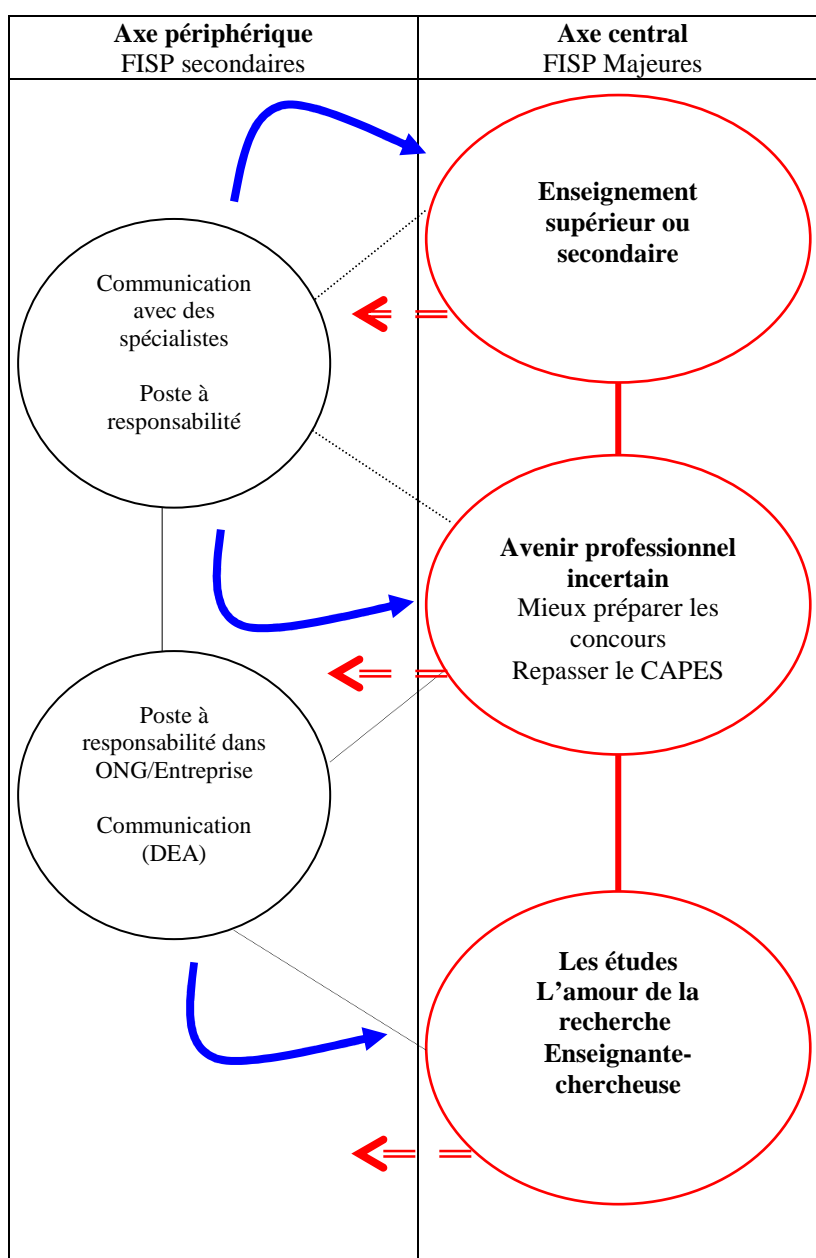 Axe périphérique
FISP secondaires
Axe central
FISP Majeures
Enseignement
supérieur ou
secondaire
Communication
avec des
spécialistes
Poste à
responsabilité
Avenir professionnel
incertain
Mieux préparer les
concours
Repasser le CAPES
Poste à
responsabilité dans
ONG/Entreprise
Communication
(DEA)
Les études
L'amour de la
recherche
Enseignante-
chercheuse